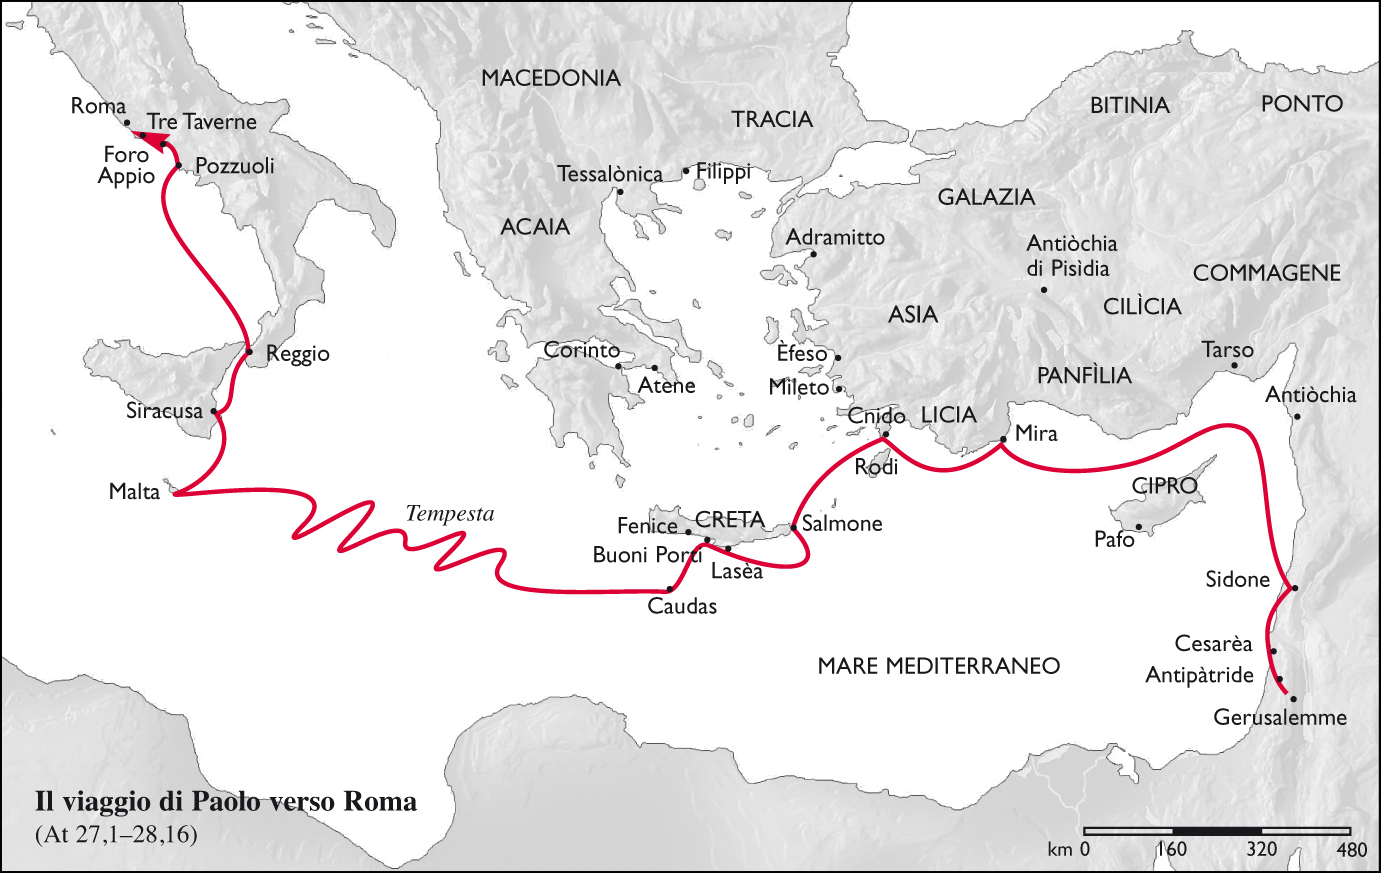 MACEDONIA
TRACIA
BITINIA
PONTO
Roma
Tre Taverne
Foro
Appio
Pozzuoli
Tessalònica
Filippi
GALAZIA
ACAIA
Adramitto
Antiòchia
di Pisìdia
COMMAGENE
ASIA
CILÌCIA
Reggio
Corinto
Atene
Èfeso
Mileto
PANFÌLIA
Tarso
Antiòchia
Siracusa
Cnido
LICIA
Mira
Rodi
Malta
Tempesta
CIPRO
Pafo
Fenice
CRETA
Salmone
Buoni Porti
Lasèa
Caudas
Sidone
Cesarèa
Antipàtride
Gerusalemme
MARE MEDITERRANEO
Il viaggio di Paolo verso Roma
(At 27,1–28,16)
km 0 160 320 480